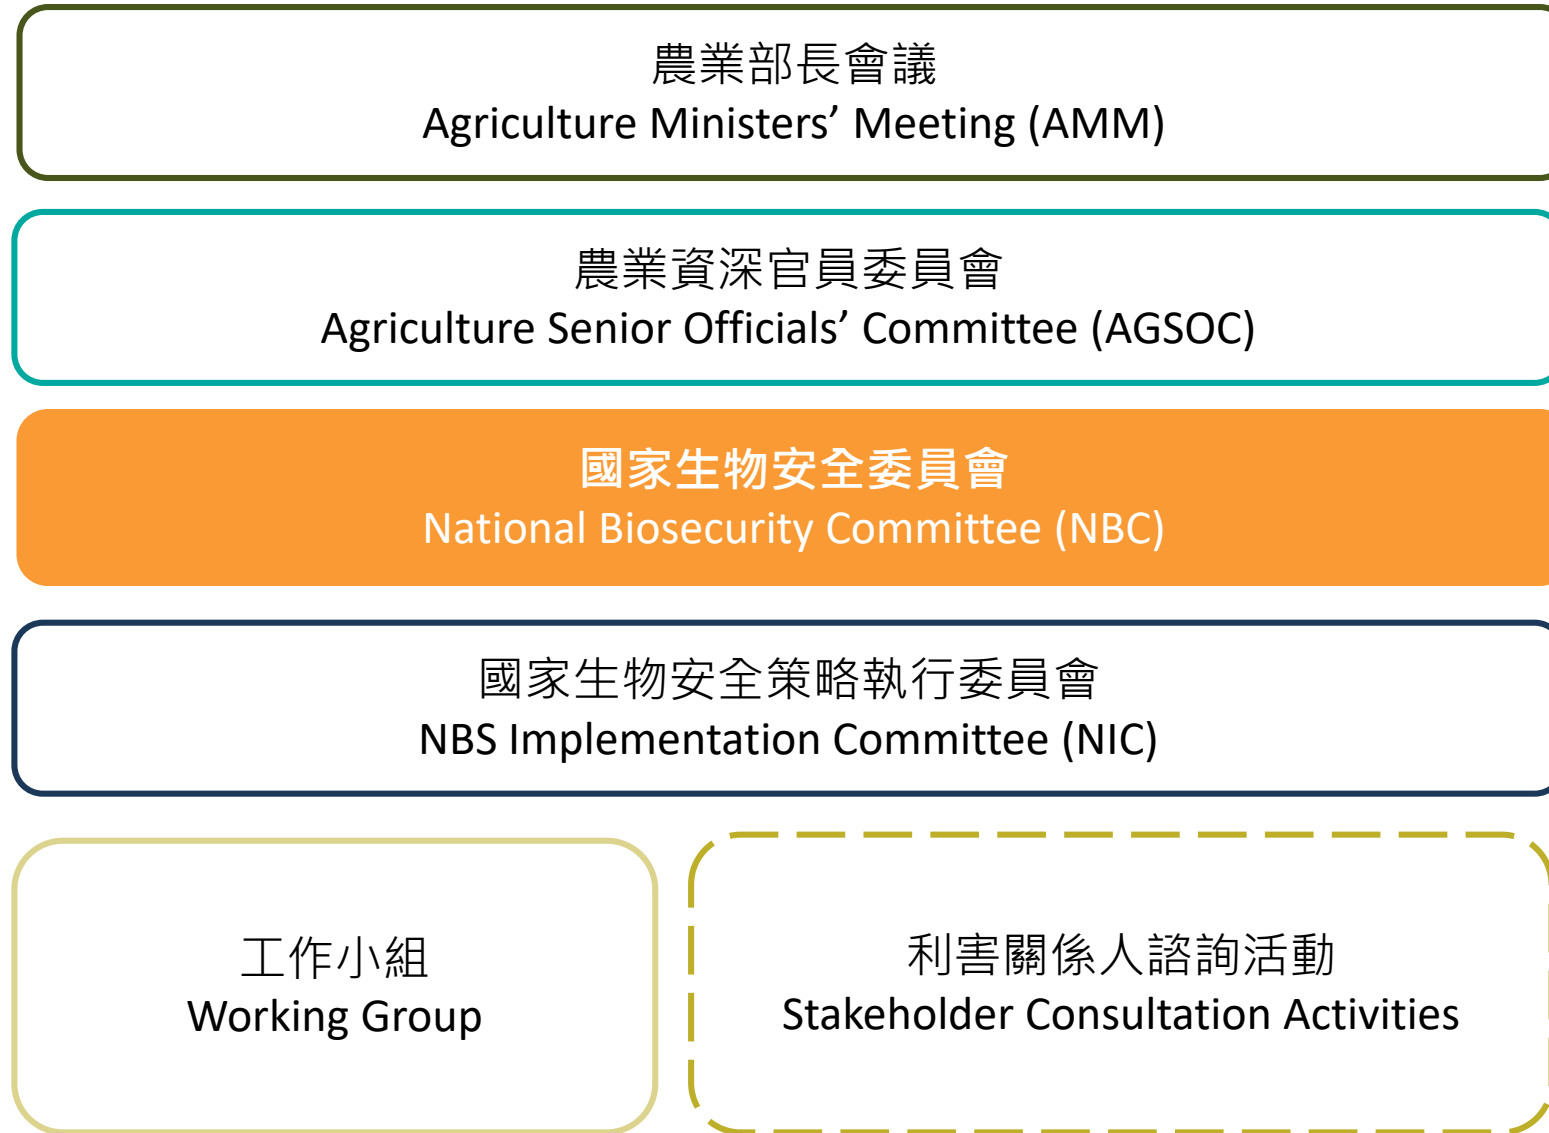 農業部長會議
Agriculture Ministers’ Meeting (AMM)
農業資深官員委員會
Agriculture Senior Officials’ Committee (AGSOC)
國家生物安全委員會
National Biosecurity Committee (NBC)
國家生物安全策略執行委員會
NBS Implementation Committee (NIC)
工作小組
Working Group
利害關係人諮詢活動
Stakeholder Consultation Activities